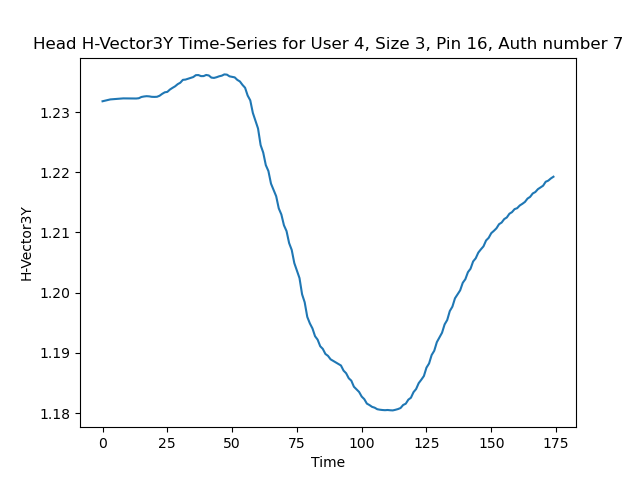 Head H-Vector3Y Time-Series for User 4, Size 3, Pin 16, Auth number 7
1.23
1.22
1.21
1.20
1.19
1.18
H-Vector3Y
0 25 50 75 100 125 150 175
Time